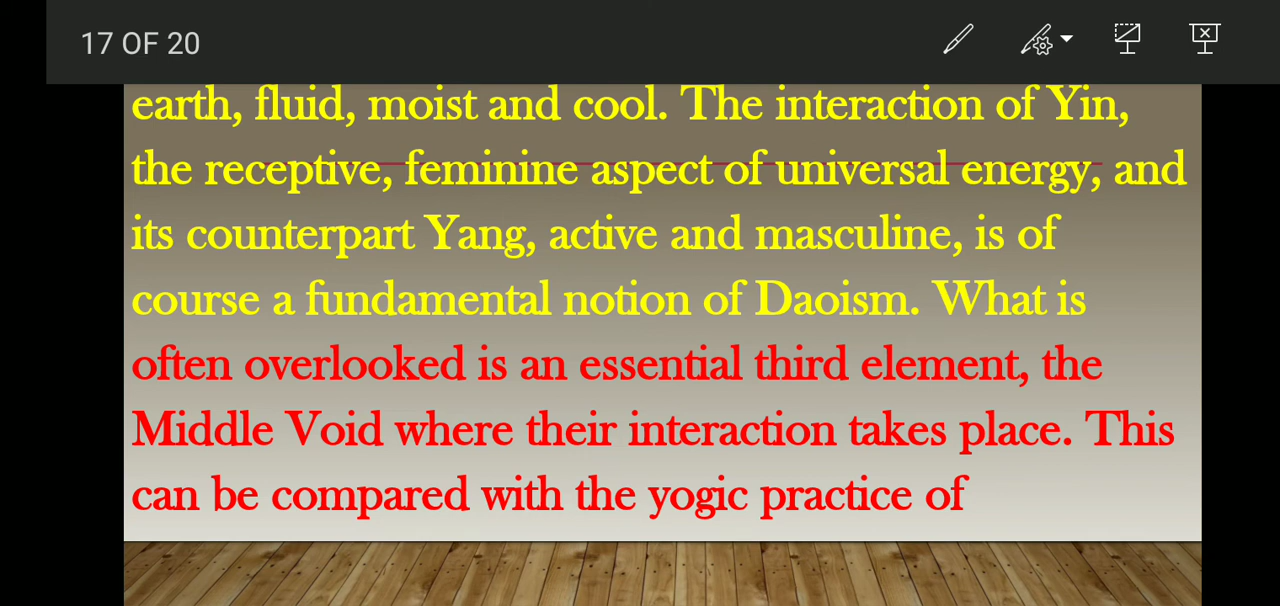 17 OF 20
earth, fluid, moist and cool. The interaction of Yin,
the receptive, feminine aspect of universal energy, and
its counterpart Yang, active and masculine, is of
course a fundamental notion of Daoism. What is
often overlooked is an essential third element, the
Middle Void where their interaction takes place. This
can be compared with the yogic practice of